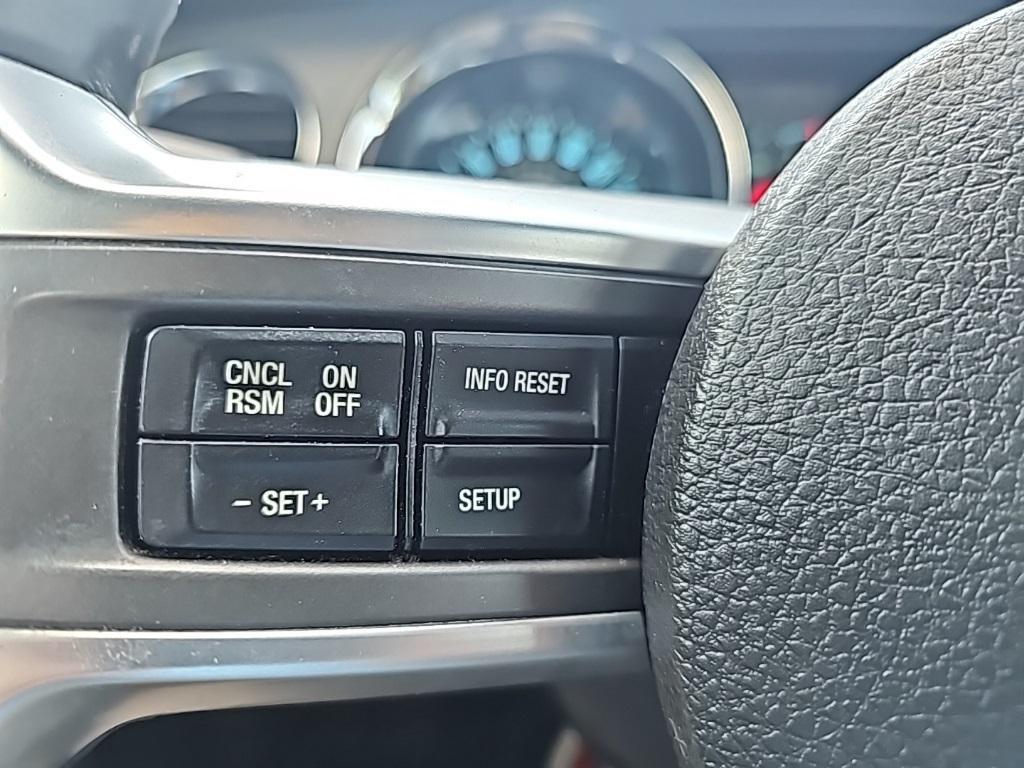 CNCL ON
RSM OFF
INFO RESET
- SET +
SETUP